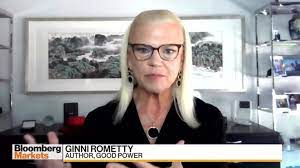 Bloomberg
Markets
GINNI ROMETTY
AUTHOR, GOOD POWER